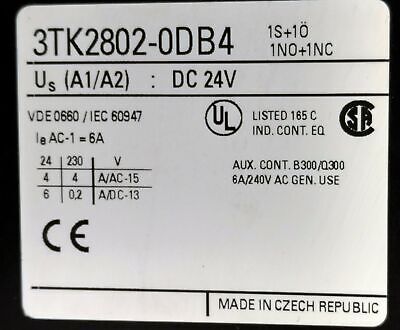 3TK2802-0DB4 1S+1Ö
1NO+1NC
Us (A1/A2) : DC 24V
VDE 0660 / IEC 60947
Ie AC-1 = 6A
UL LISTED 165 C
IND. CONT. EQ
SA
24 230 V
4 4 A/AC-15
6 0,2 A/DC-13
AUX. CONT. B300/Q300
6A/240V AC GEN. USE
CE
MADE IN CZECH REPUBLIC